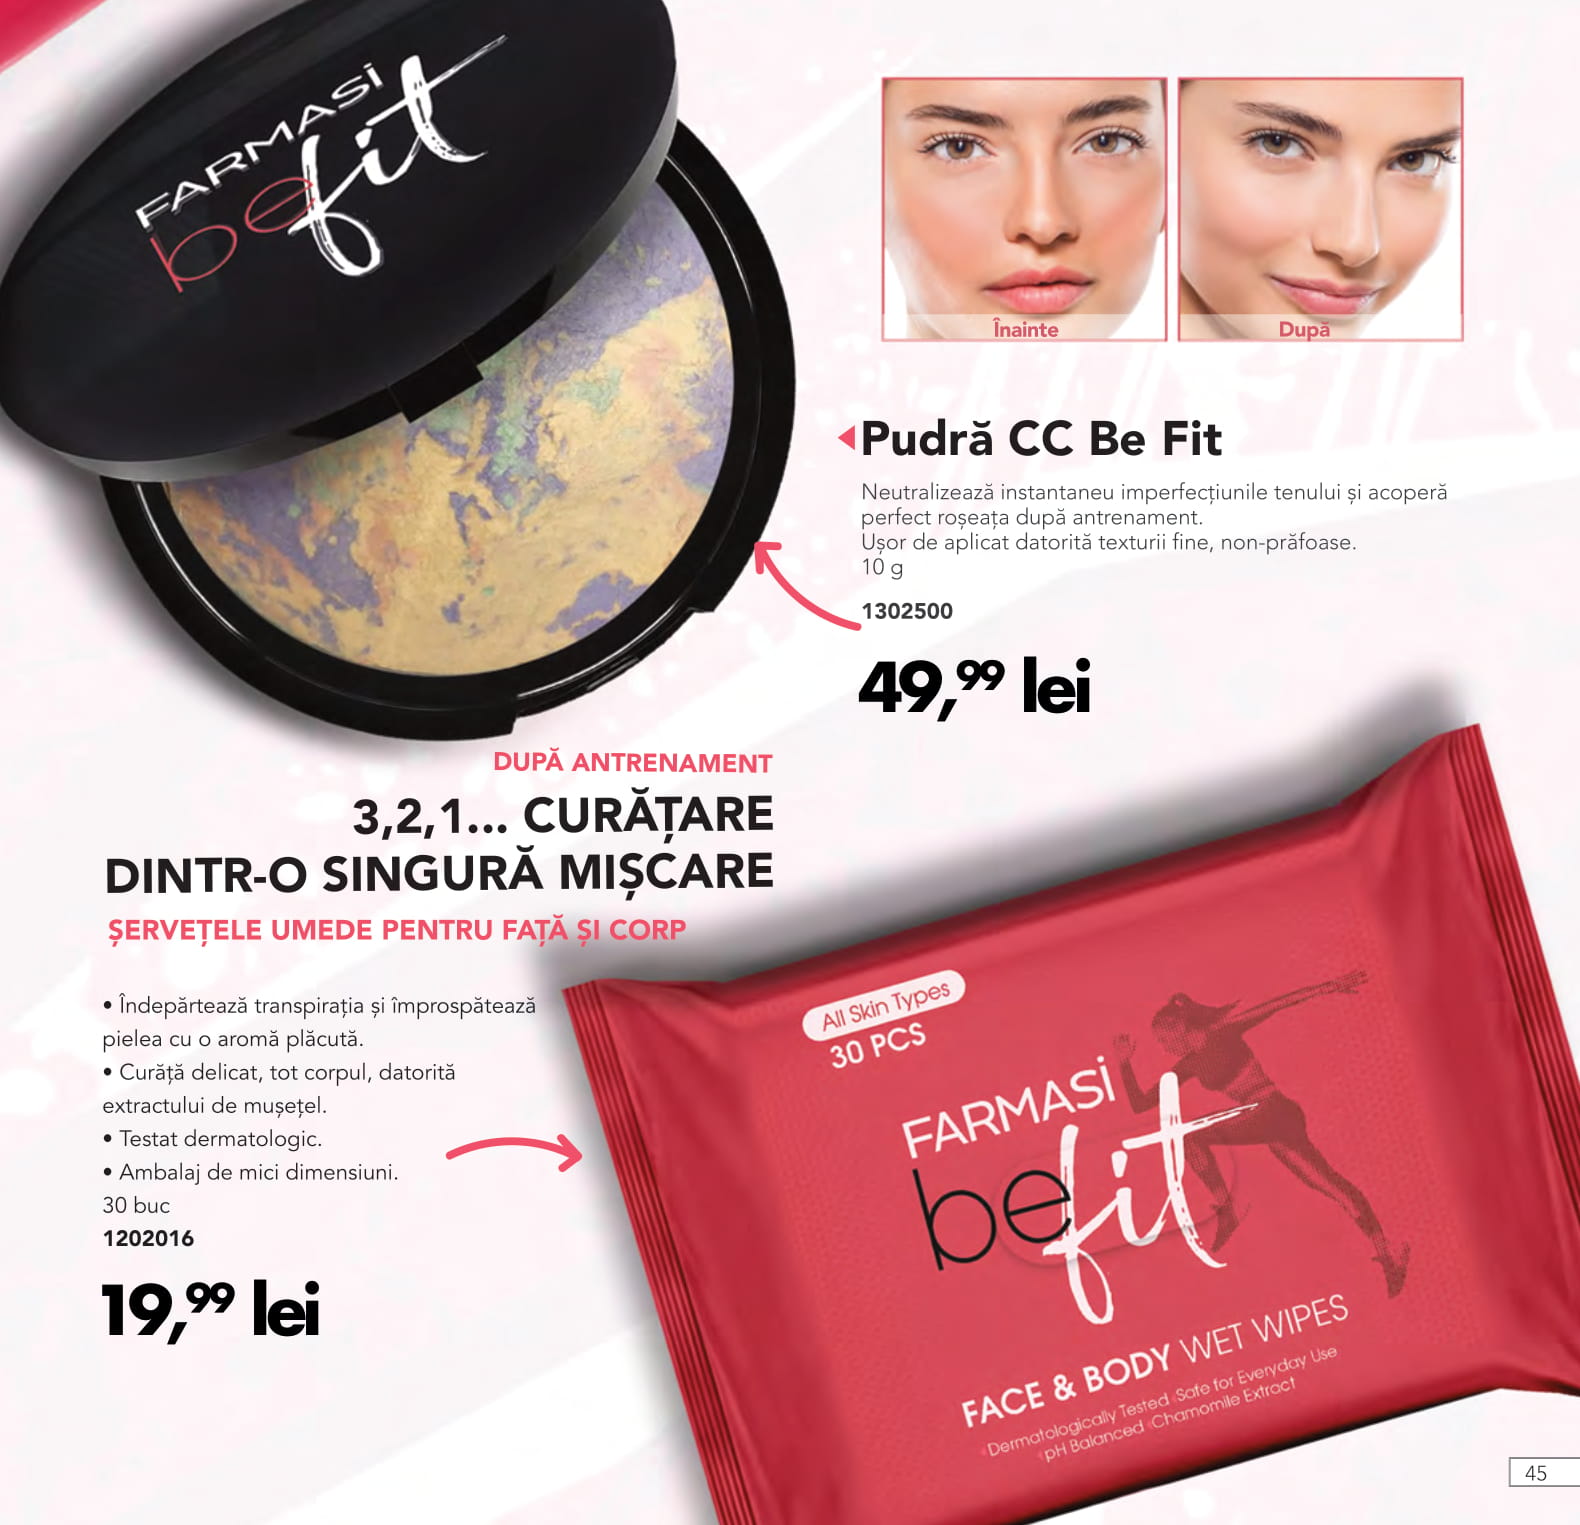 FARMASi
befit
Înainte
După
Pudră CC Be Fit
Neutralizează instantaneu imperfecțiunile tenului și acoperă
perfect roșeața după antrenament.
Ușor de aplicat datorită texturii fine, non-prăfoase.
10 g
1302500
49,99 lei
DUPĂ ANTRENAMENT
3,2,1... CURĂȚARE
DINTR-O SINGURĂ MIȘCARE
ȘERVEȚELE UMEDE PENTRU FAȚĂ ȘI CORP
• Îndepărtează transpirația și împrospătează
pielea cu o aromă plăcută.
• Curăță delicat, tot corpul, datorită
extractului de mușețel.
• Testat dermatologic.
• Ambalaj de mici dimensiuni.
30 buc
1202016
19,99 lei
All Skin Types
30 PCS
FARMASi
befit
FACE & BODY WET WIPES
Dermatologically Tested Safe for Everyday Use
pH Balanced Chamomile Extract
45